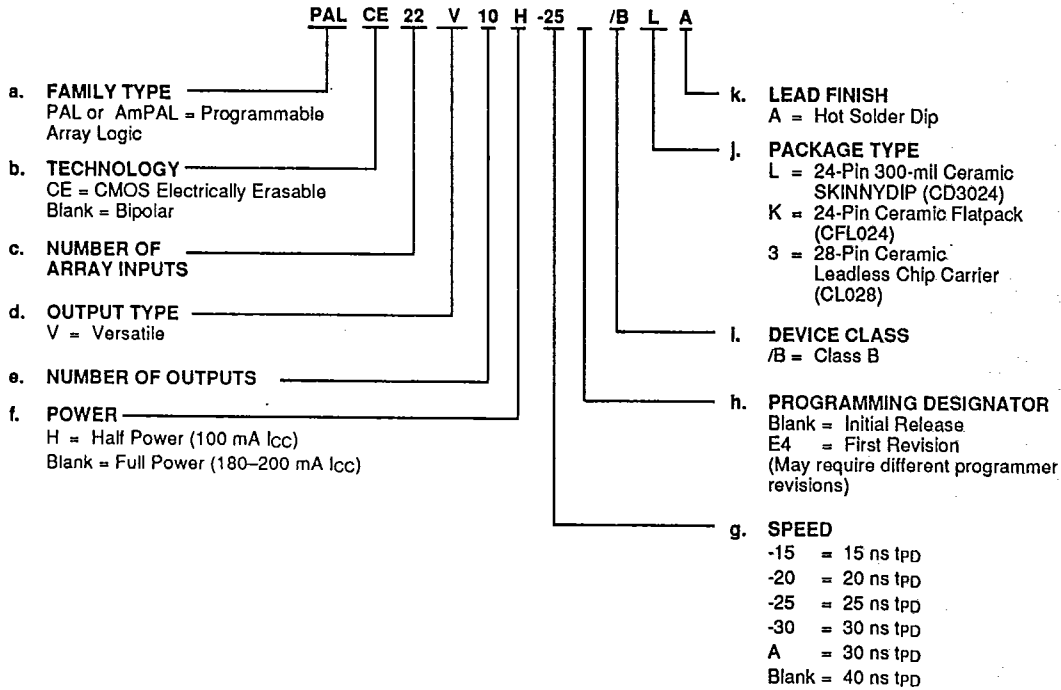 PAL CE 22 V 10 H -25 /B L A
a. FAMILY TYPE
PAL or AmPAL = Programmable
Array Logic
b. TECHNOLOGY
CE = CMOS Electrically Erasable
Blank = Bipolar
c. NUMBER OF
ARRAY INPUTS
d. OUTPUT TYPE
V = Versatile
e. NUMBER OF OUTPUTS
f. POWER
H = Half Power (100 mA ICC)
Blank = Full Power (180–200 mA ICC)
k. LEAD FINISH
A = Hot Solder Dip
j. PACKAGE TYPE
L = 24-Pin 300-mil Ceramic
SKINNYDIP (CD3024)
K = 24-Pin Ceramic Flatpack
(CFL024)
3 = 28-Pin Ceramic
Leadless Chip Carrier
(CL028)
i. DEVICE CLASS
/B = Class B
h. PROGRAMMING DESIGNATOR
Blank = Initial Release
E4 = First Revision
(May require different programmer
revisions)
g. SPEED
-15 = 15 ns tPD
-20 = 20 ns tPD
-25 = 25 ns tPD
-30 = 30 ns tPD
A = 30 ns tPD
Blank = 40 ns tPD